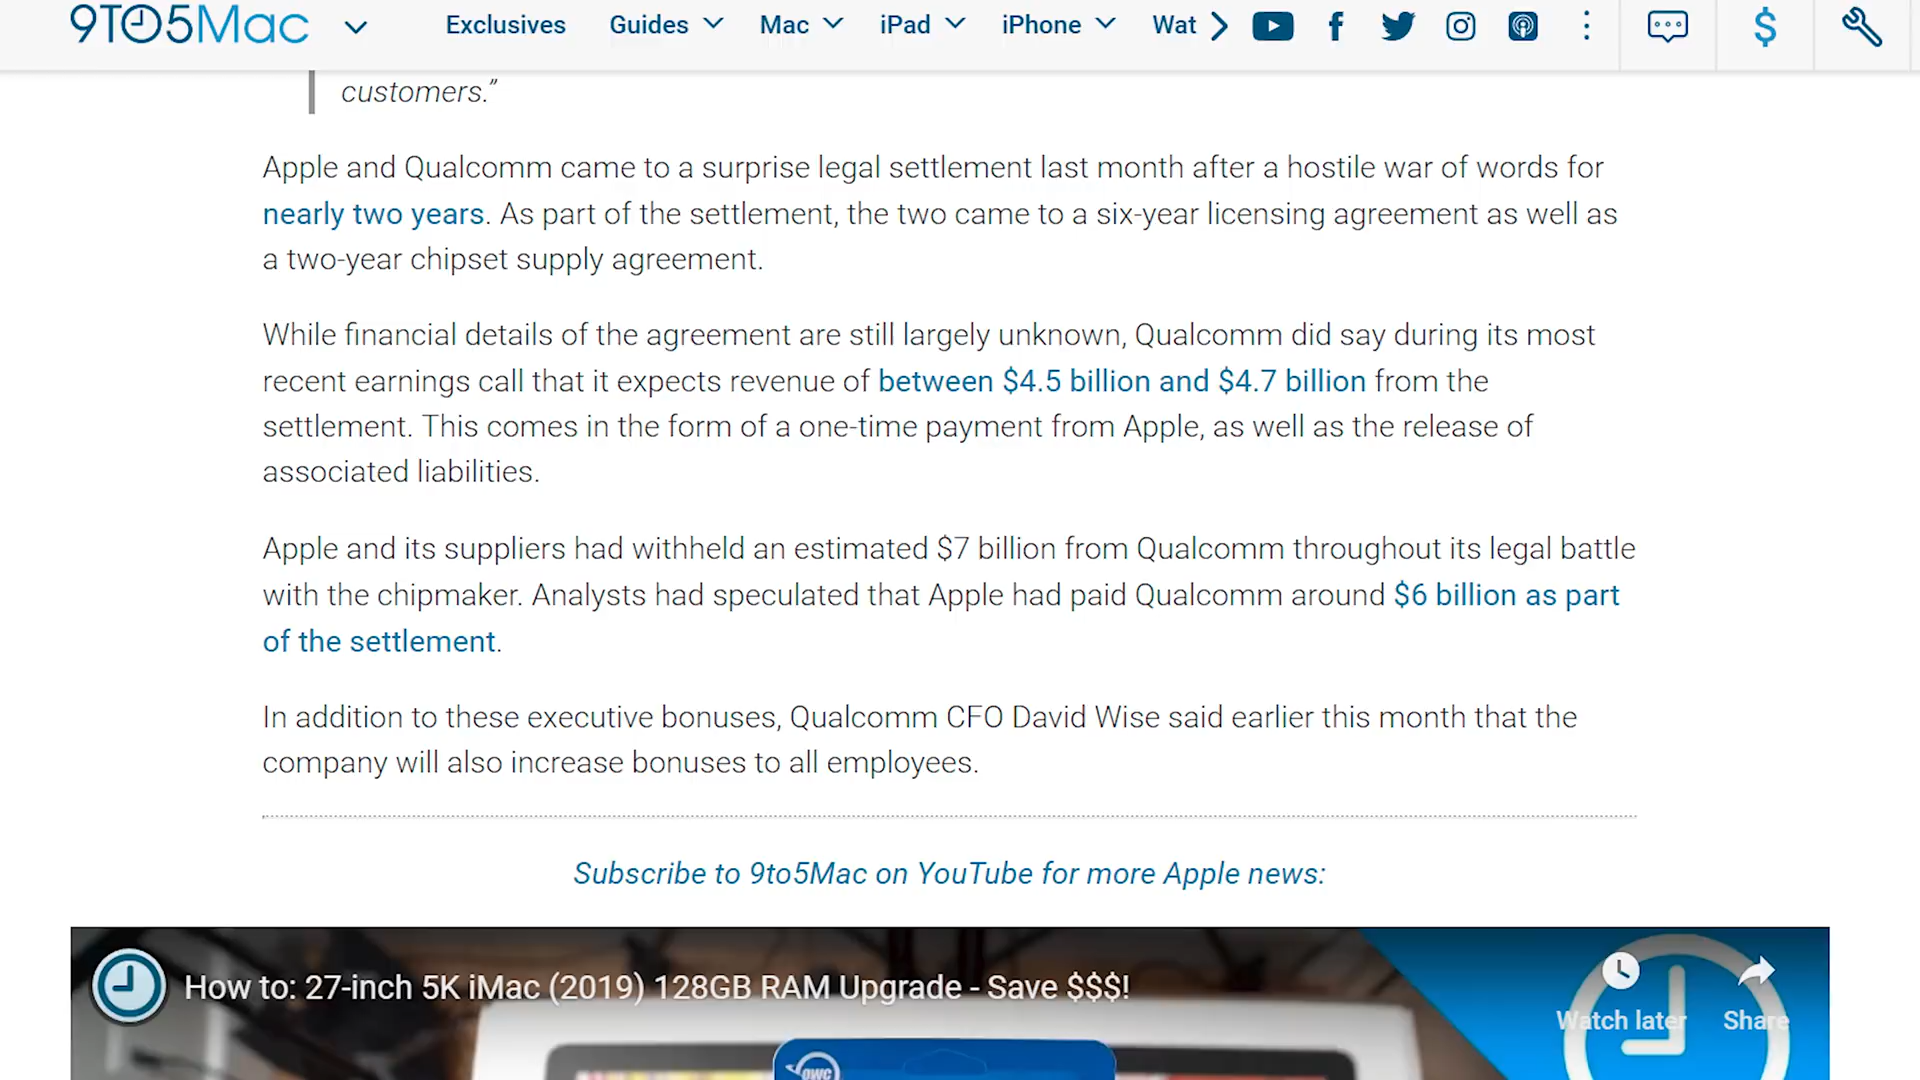 9TO5Mac
Exclusives Guides Mac iPad iPhone Wat
customers.”
Apple and Qualcomm came to a surprise legal settlement last month after a hostile war of words for
nearly two years. As part of the settlement, the two came to a six-year licensing agreement as well as
a two-year chipset supply agreement.
While financial details of the agreement are still largely unknown, Qualcomm did say during its most
recent earnings call that it expects revenue of between $4.5 billion and $4.7 billion from the
settlement. This comes in the form of a one-time payment from Apple, as well as the release of
associated liabilities.
Apple and its suppliers had withheld an estimated $7 billion from Qualcomm throughout its legal battle
with the chipmaker. Analysts had speculated that Apple had paid Qualcomm around $6 billion as part
of the settlement.
In addition to these executive bonuses, Qualcomm CFO David Wise said earlier this month that the
company will also increase bonuses to all employees.
Subscribe to 9to5Mac on YouTube for more Apple news:
How to: 27-inch 5K iMac (2019) 128GB RAM Upgrade - Save $$$!
Watch later Share
OWC